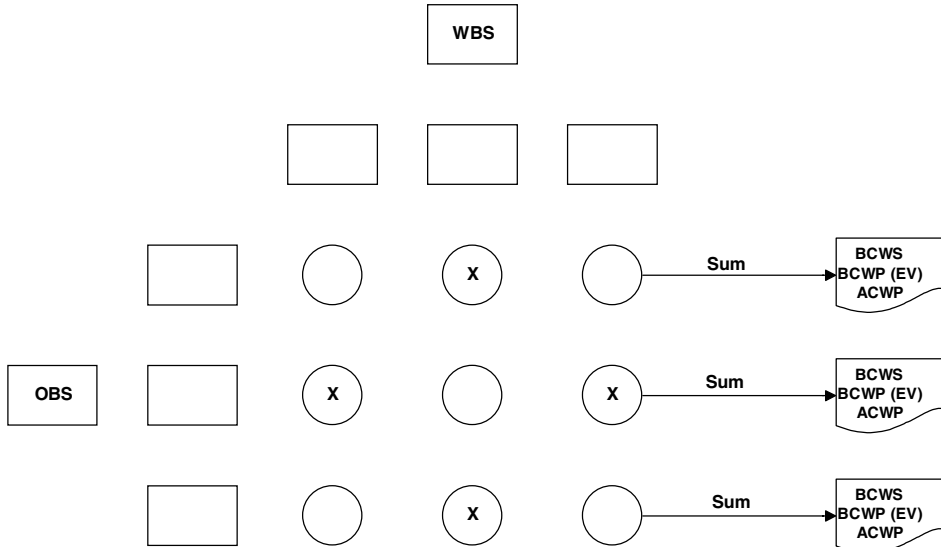 WBS
X
Sum
BCWS
BCWP (EV)
ACWP
OBS
X
X
Sum
BCWS
BCWP (EV)
ACWP
X
Sum
BCWS
BCWP (EV)
ACWP